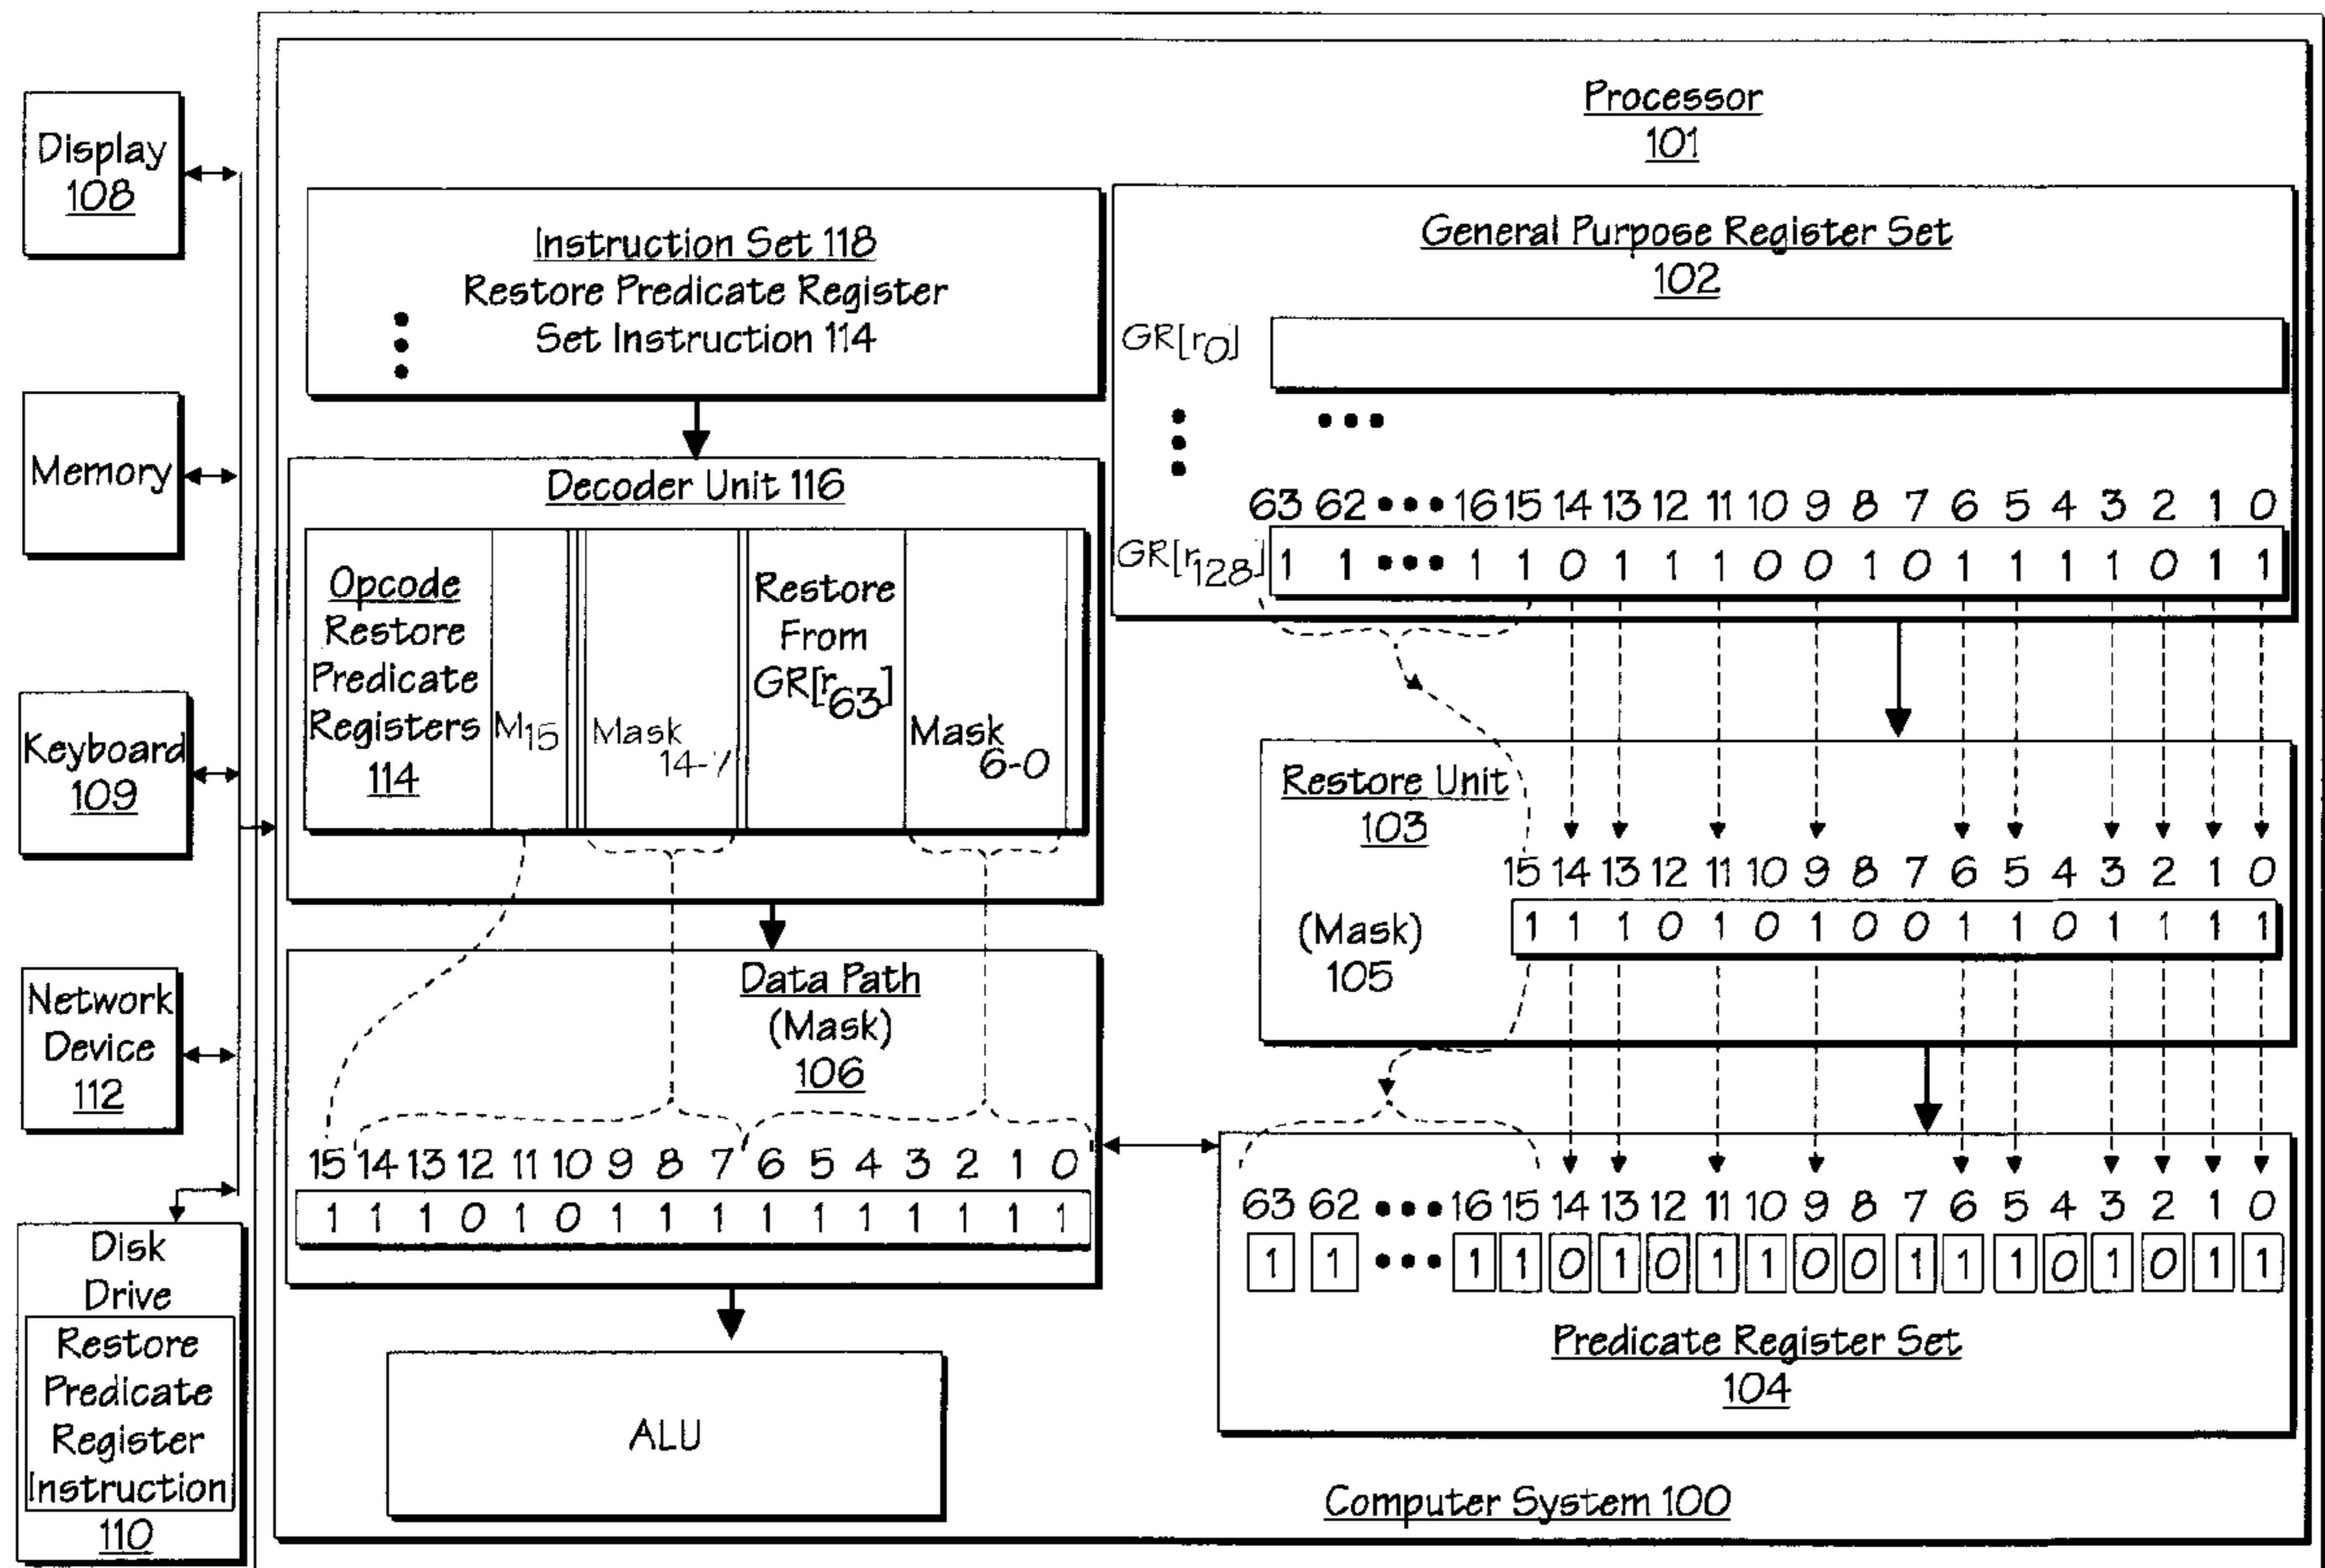 Display
108
Memory
Keyboard
109
Network
Device
112
Disk
Drive
Restore
Predicate
Register
Instruction
110
Instruction Set 118
Restore Predicate Register
Set Instruction 114
Decoder Unit 116
Opcode
Restore
Predicate
Registers
114
M15
Mask
14-7
Restore
From
GR[r63]
Mask
6-0
Data Path
(Mask)
106
15 14 13 12 11 10 9 8 7 6 5 4 3 2 1 0
1 1 1 0 1 0 1 1 1 1 1 1 1 1 1 1
ALU
Processor
101
General Purpose Register Set
102
GR[r0]
63 62 ••• 16 15 14 13 12 11 10 9 8 7 6 5 4 3 2 1 0
GR[r128] 1 1 ••• 1 1 0 1 1 1 0 0 1 0 1 1 1 1 0 1 1
Restore Unit
103
15 14 13 12 11 10 9 8 7 6 5 4 3 2 1 0
(Mask)
105
1 1 1 0 1 0 1 0 0 1 1 0 1 1 1 1
63 62 ••• 16 15 14 13 12 11 10 9 8 7 6 5 4 3 2 1 0
1 1 ••• 1 1 0 1 0 1 1 0 0 1 1 1 0 1 0 1 1
Predicate Register Set
104
Computer System 100